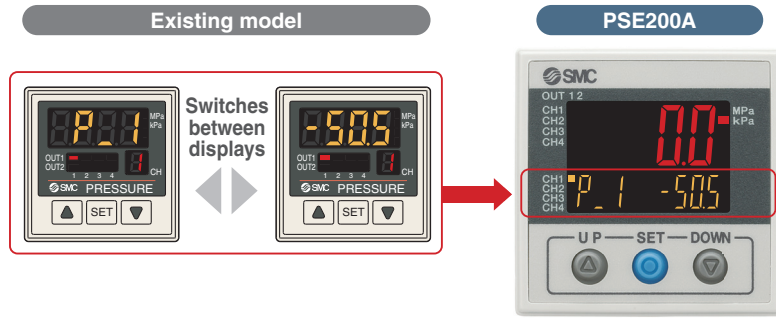 Existing model
PSE200A
P_1
MPa
kPa
OUT1
OUT2
1 2 3 4
1
CH
SMC PRESSURE
SET
Switches
between
displays
-50.5
MPa
kPa
OUT1
OUT2
1 2 3 4
1
CH
SMC PRESSURE
SET
SMC
OUT 1 2
CH1
CH2
CH3
CH4
0.0
MPa
kPa
CH1
CH2
CH3
CH4
P_1 -50.5
UP SET DOWN